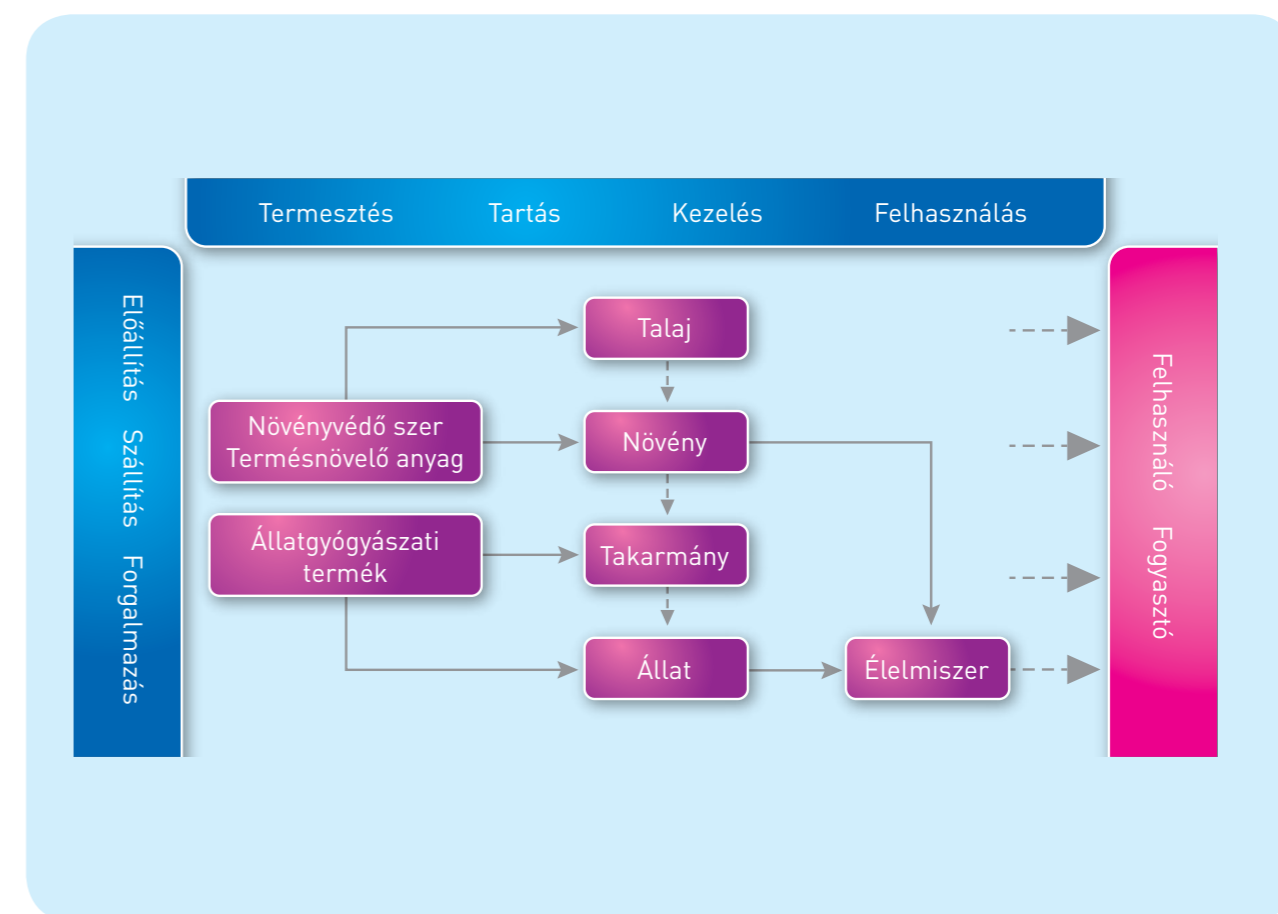 Termesztés Tartás Kezelés Felhasználás
Előállítás Szállítás Forgalmazás
Talaj
Növényvédő szer
Termésnövelő anyag
Növény
Állatgyógyászati
termék
Takarmány
Állat
Élelmiszer
Felhasználó Fogyasztó